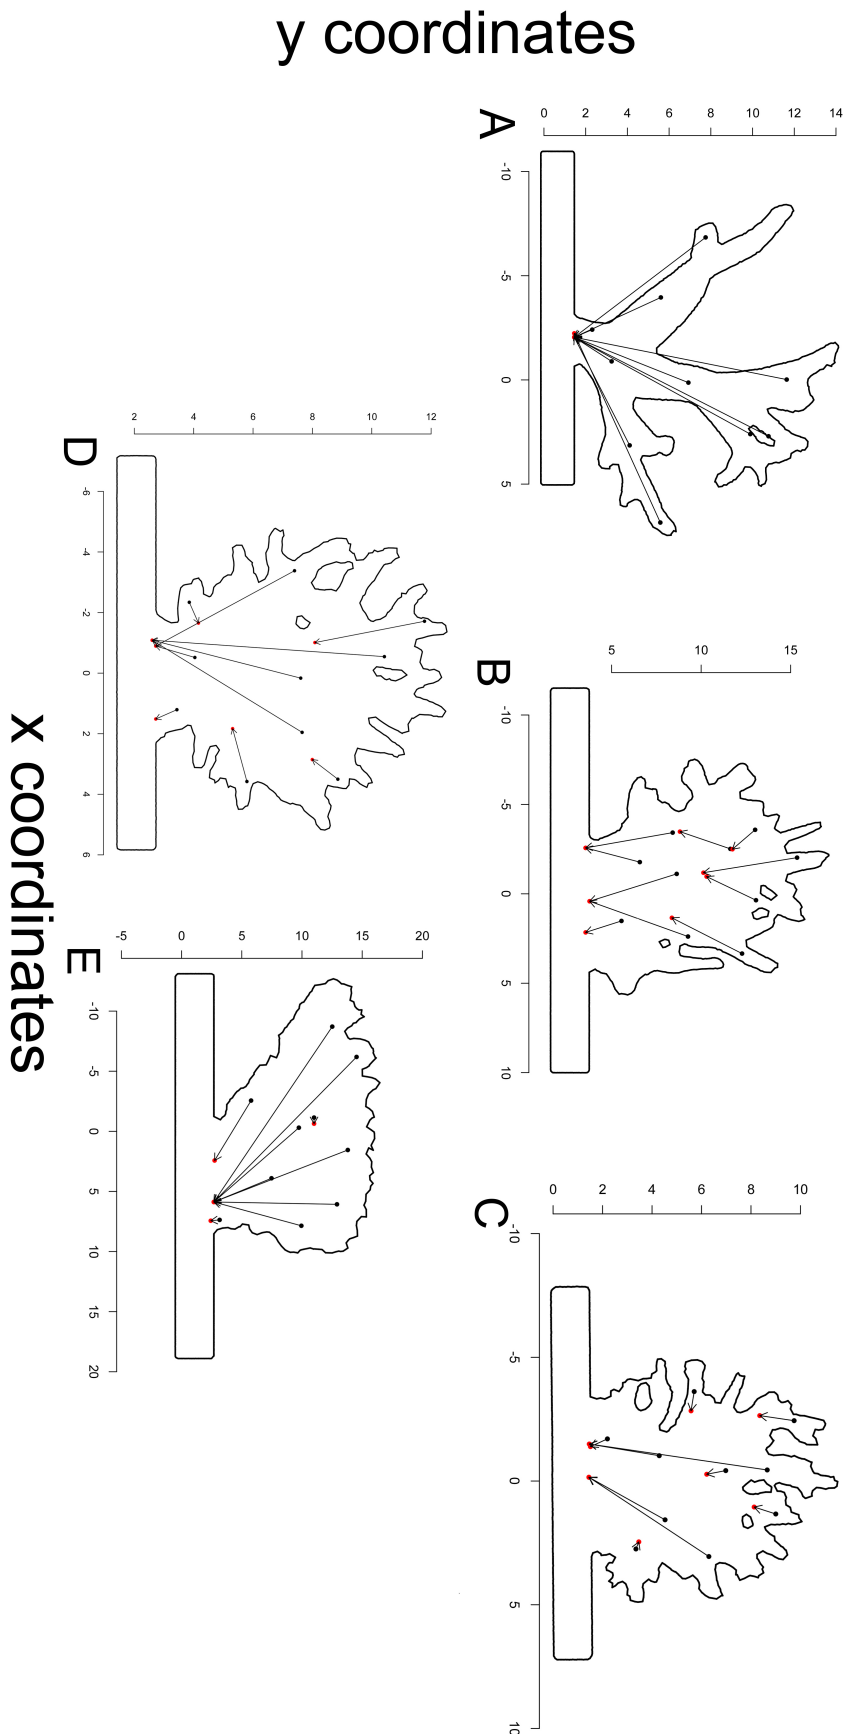 y coordinates
A
0 2 4 6 8 10 12 14
-10 -5 0 5
B
5 10 15
-10 -5 0 5 10
C
0 2 4 6 8 10
-10 -5 0 5 10
D
2 4 6 8 10 12
-6 -4 -2 0 2 4 6
E
-5 0 5 10 15 20
-10 -5 0 5 10 15 20
x coordinates